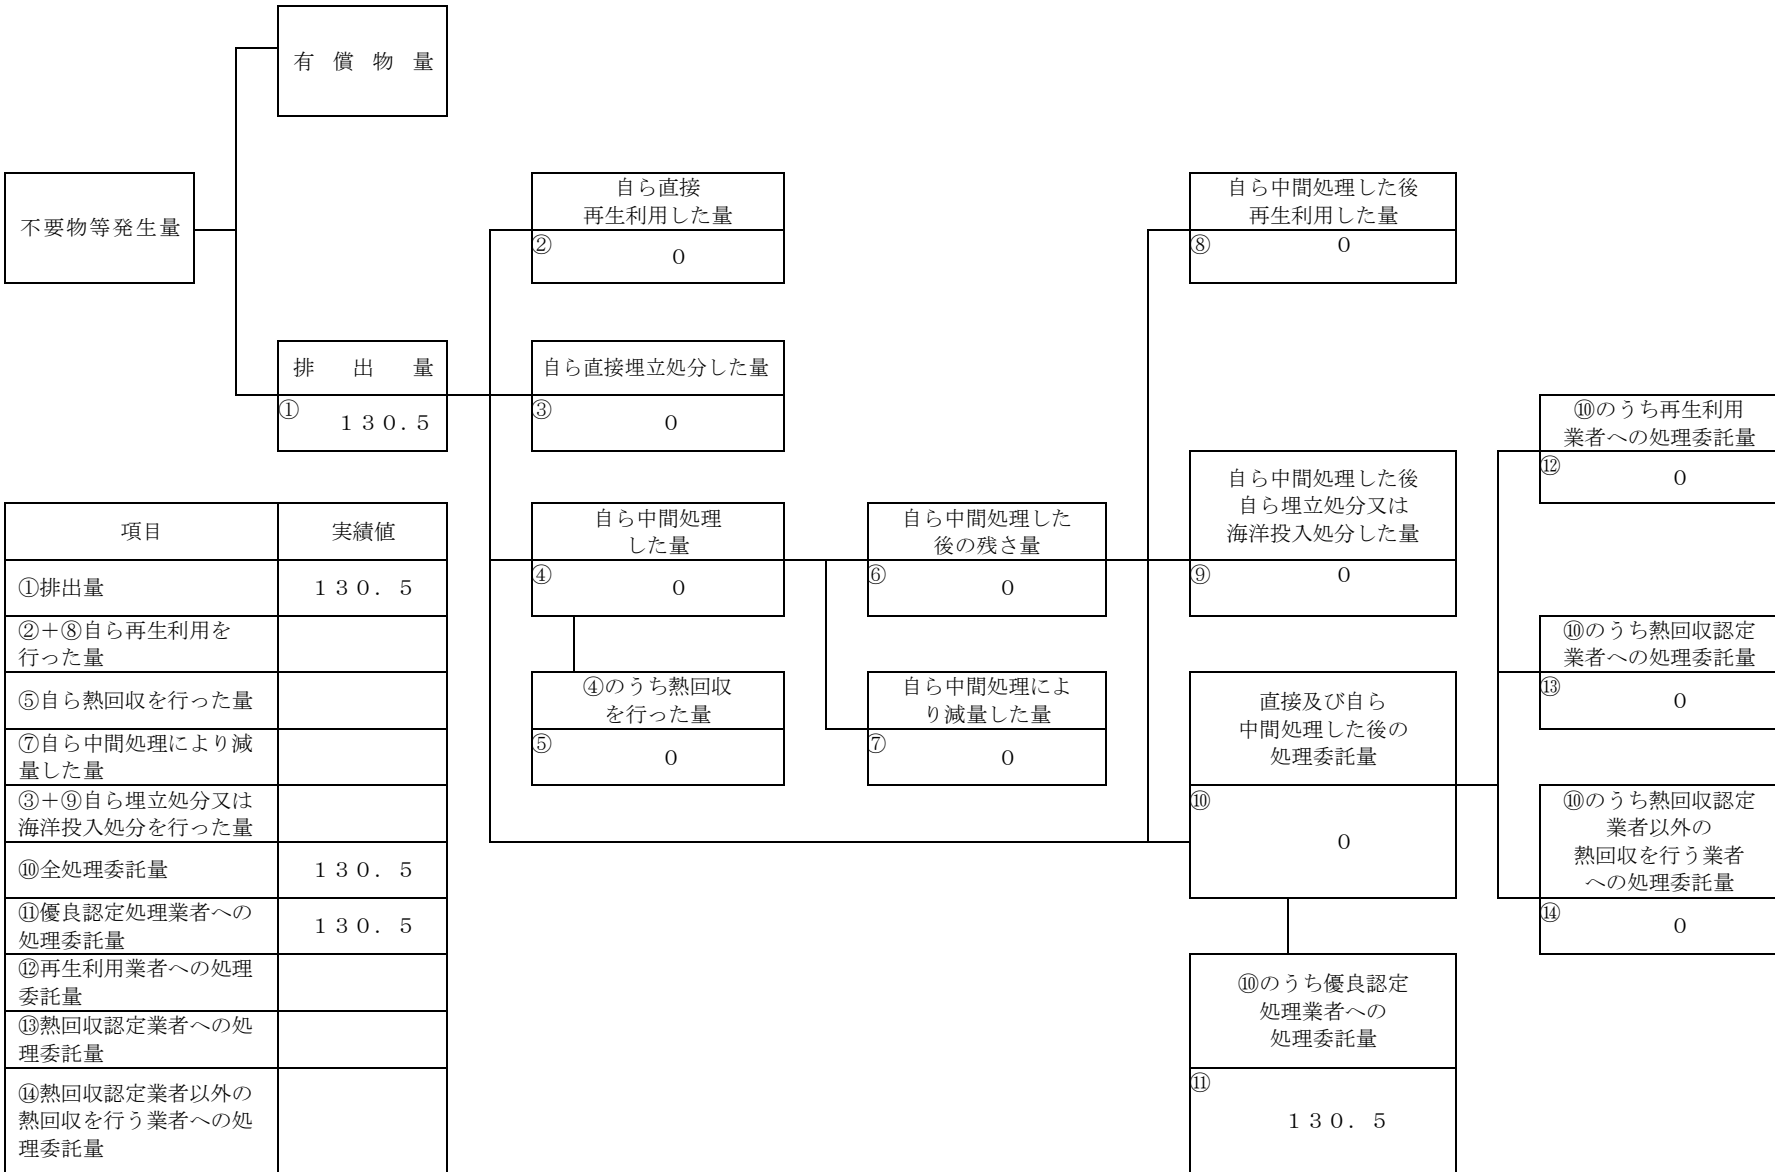 有 償 物 量
不要物等発生量
自ら直接
再生利用した量
②
０
自ら中間処理した後
再生利用した量
⑧
０
排 出 量
①
１３０.５
自ら直接埋立処分した量
③
０
⑩のうち再生利用
業者への処理委託量
⑫
０
自ら中間処理
した量
④
０
自ら中間処理した
後の残さ量
⑥
０
自ら中間処理した後
自ら埋立処分又は
海洋投入処分した量
⑨
０
⑩のうち熱回収認定
業者への処理委託量
⑬
０
④のうち熱回収
を行った量
⑤
０
自ら中間処理によ
り減量した量
⑦
０
直接及び自ら
中間処理した後の
処理委託量
⑩
０
⑩のうち熱回収認定
業者以外の
熱回収を行う業者
への処理委託量
⑭
０
⑩のうち優良認定
処理業者への
処理委託量
⑪
１３０．５
項目 実績値
①排出量 １３０．５
②＋⑧自ら再生利用を
行った量
⑤自ら熱回収を行った量
⑦自ら中間処理により減
量した量
③＋⑨自ら埋立処分又は
海洋投入処分を行った量
⑩全処理委託量 １３０．５
⑪優良認定処理業者への
処理委託量 １３０．５
⑫再生利用業者への処理
委託量
⑬熱回収認定業者への処
理委託量
⑭熱回収認定業者以外の
熱回収を行う業者への処
理委託量